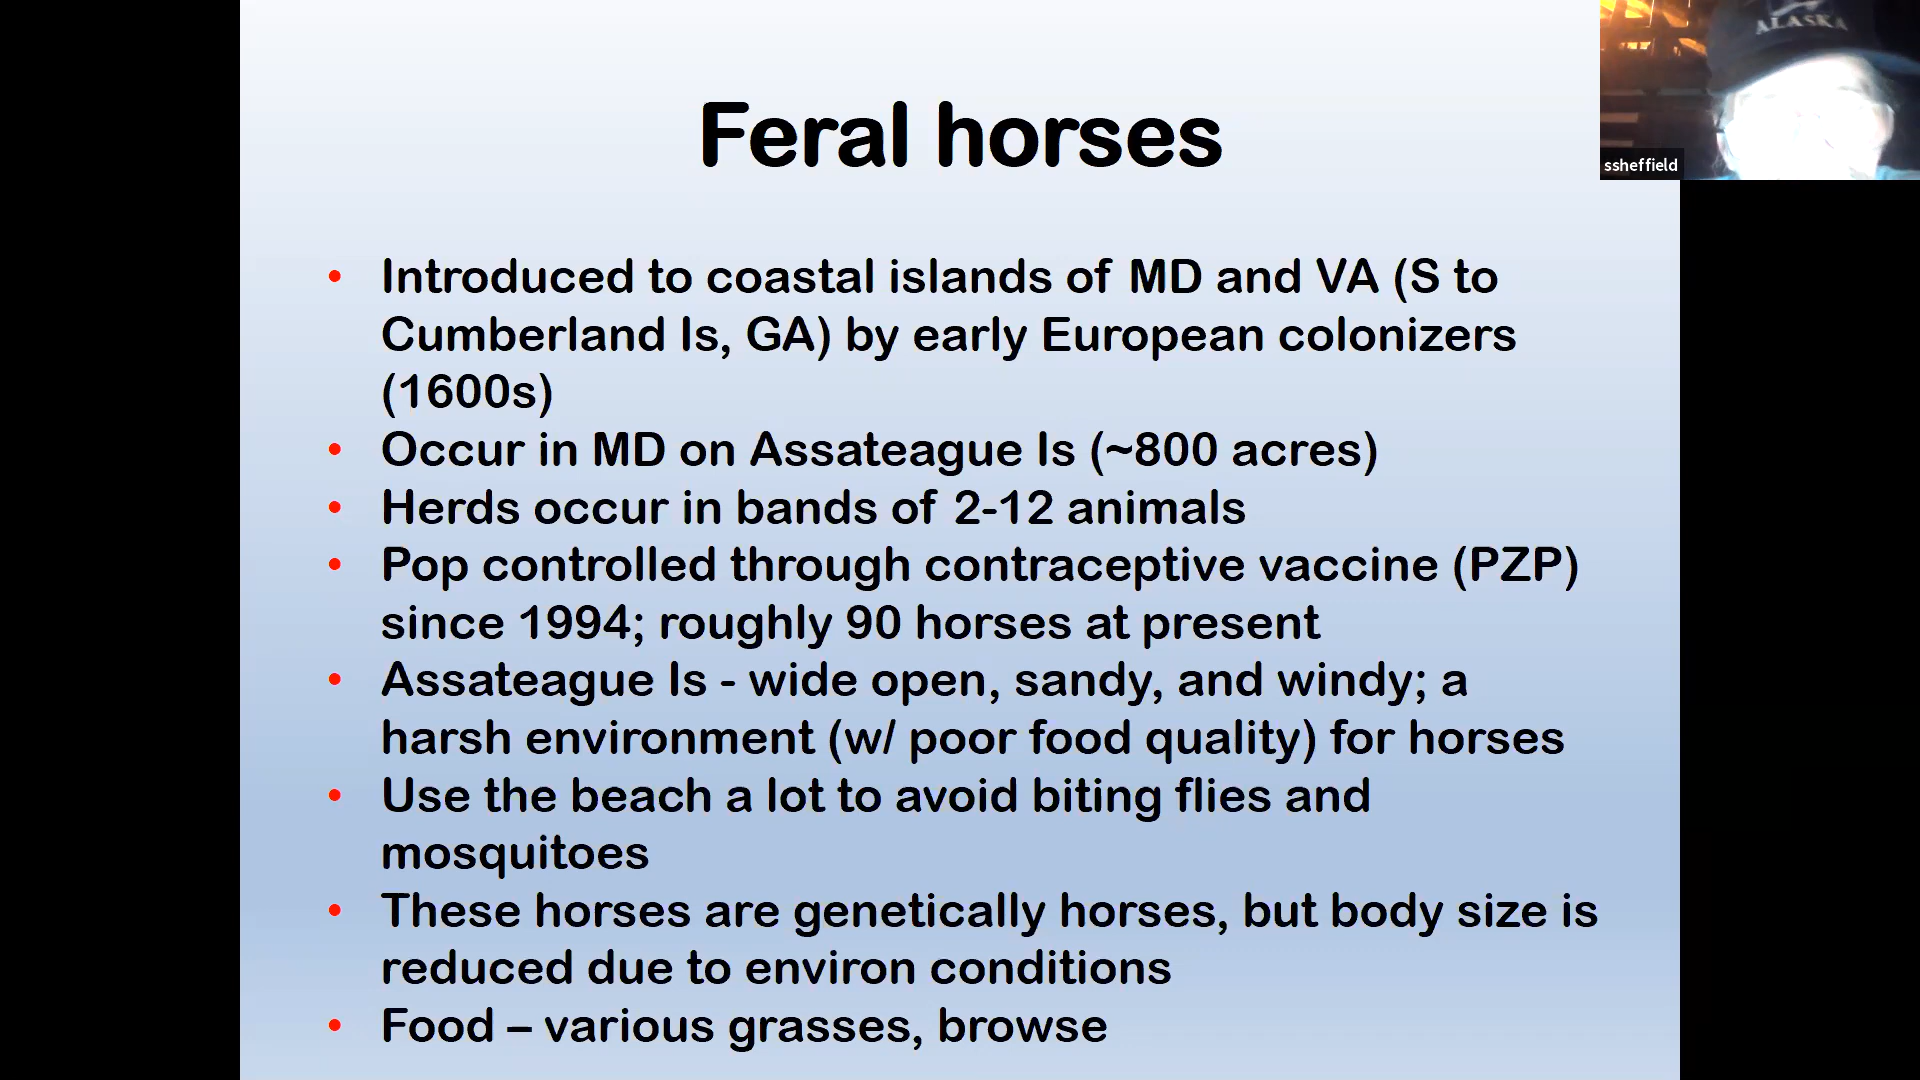 Feral horses
ALASKA
ssheffield
• Introduced to coastal islands of MD and VA (S to
Cumberland Is, GA) by early European colonizers
(1600s)
• Occur in MD on Assateague Is (~800 acres)
• Herds occur in bands of 2-12 animals
• Pop controlled through contraceptive vaccine (PZP)
since 1994; roughly 90 horses at present
• Assateague Is - wide open, sandy, and windy; a
harsh environment (w/ poor food quality) for horses
• Use the beach a lot to avoid biting flies and
mosquitoes
• These horses are genetically horses, but body size is
reduced due to environ conditions
• Food – various grasses, browse